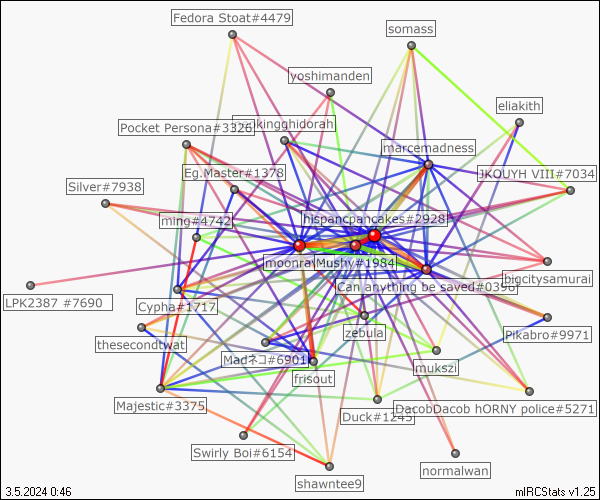 Fedora Stoat#4479
somass
yoshimanden
eliakith
Pocket Persona#3326
kingghidorah
marcemadness
Eg.Master#1378
JKOUYH VIII#7034
Silver#7938
ming#4742
hispancpancakes#2928
moonra
Mushy#1984
bigcitysamurai
Can anything be saved#0396
LPK2387 #7690
Cypha#1717
zebula
Pikabro#9971
thesecondtwat
Madネコ#6901
mukszi
frisout
Majestic#3375
Duck#1245
DacobDacob hORNY police#5271
Swirly Boi#6154
normalwan
shawntee9
3.5.2024 0:46
mIRCStats v1.25